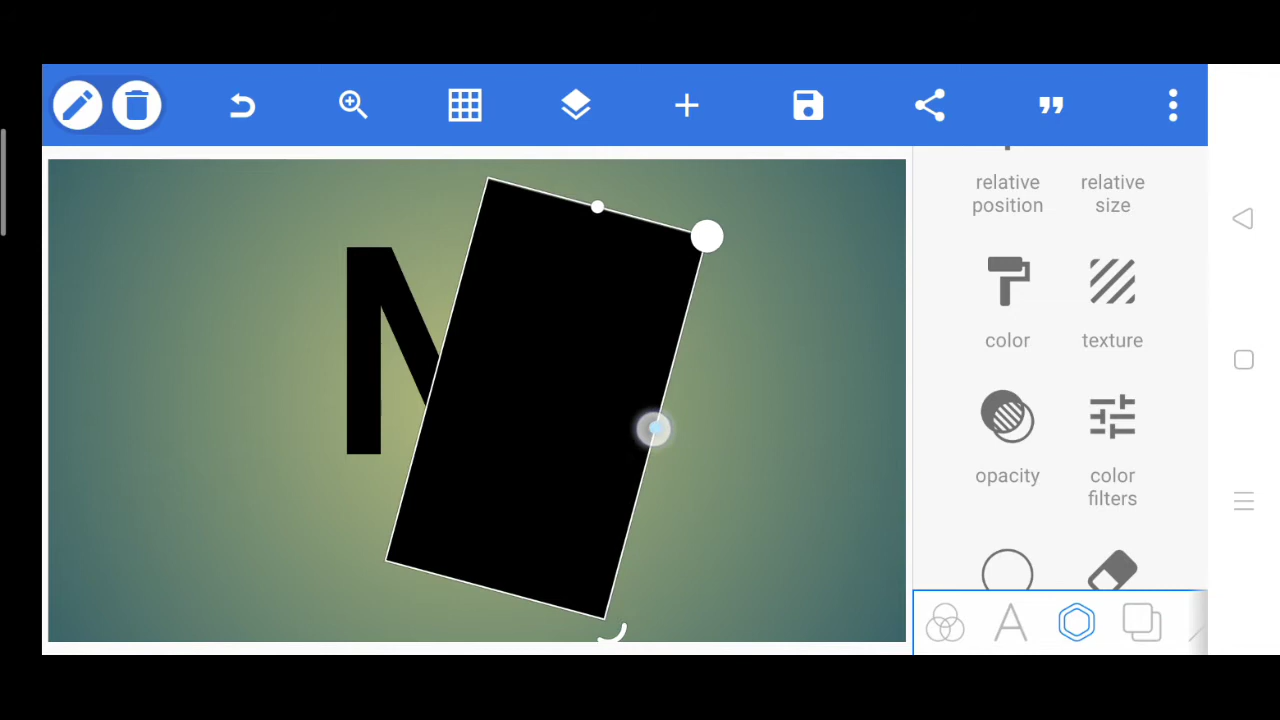 N
relative relative
position size
color texture
opacity color
filters